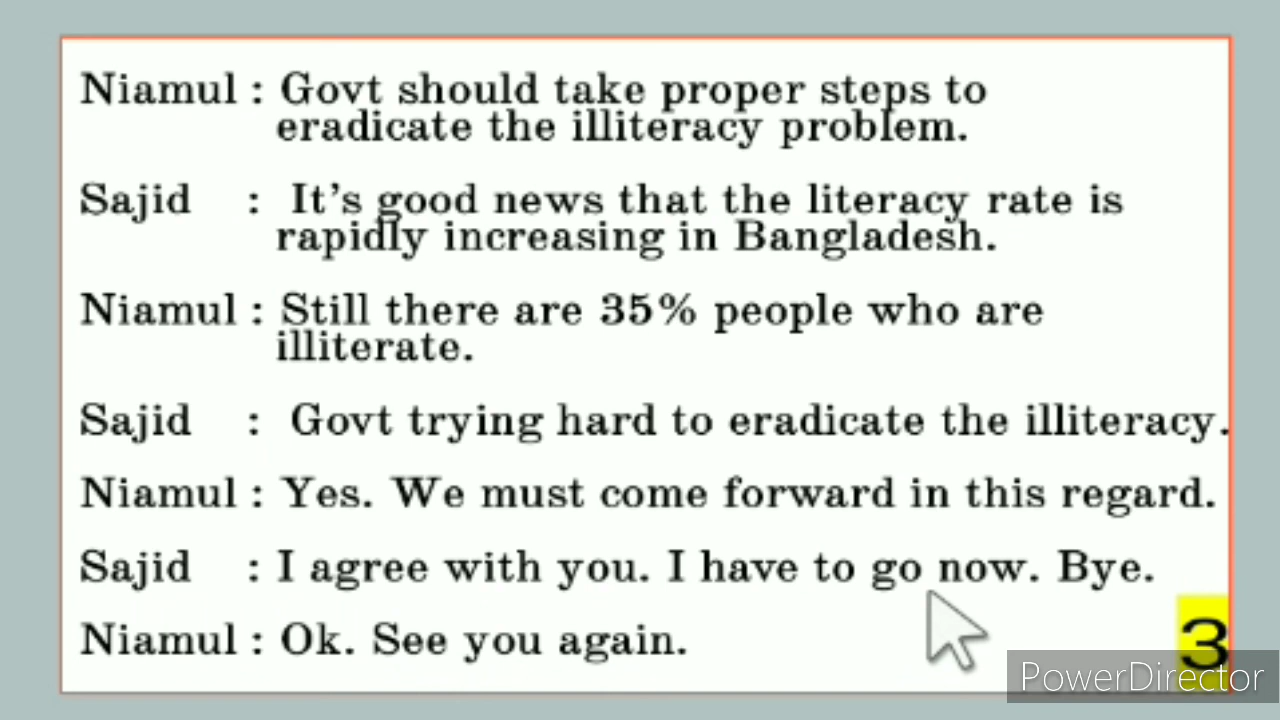 Niamul : Govt should take proper steps to
eradicate the illiteracy problem.
Sajid : It's good news that the literacy rate is
rapidly increasing in Bangladesh.
Niamul : Still there are 35% people who are
illiterate.
Sajid : Govt trying hard to eradicate the illiteracy.
Niamul : Yes. We must come forward in this regard.
Sajid : I agree with you. I have to go now. Bye.
Niamul : Ok. See you again.
3
PowerDirector